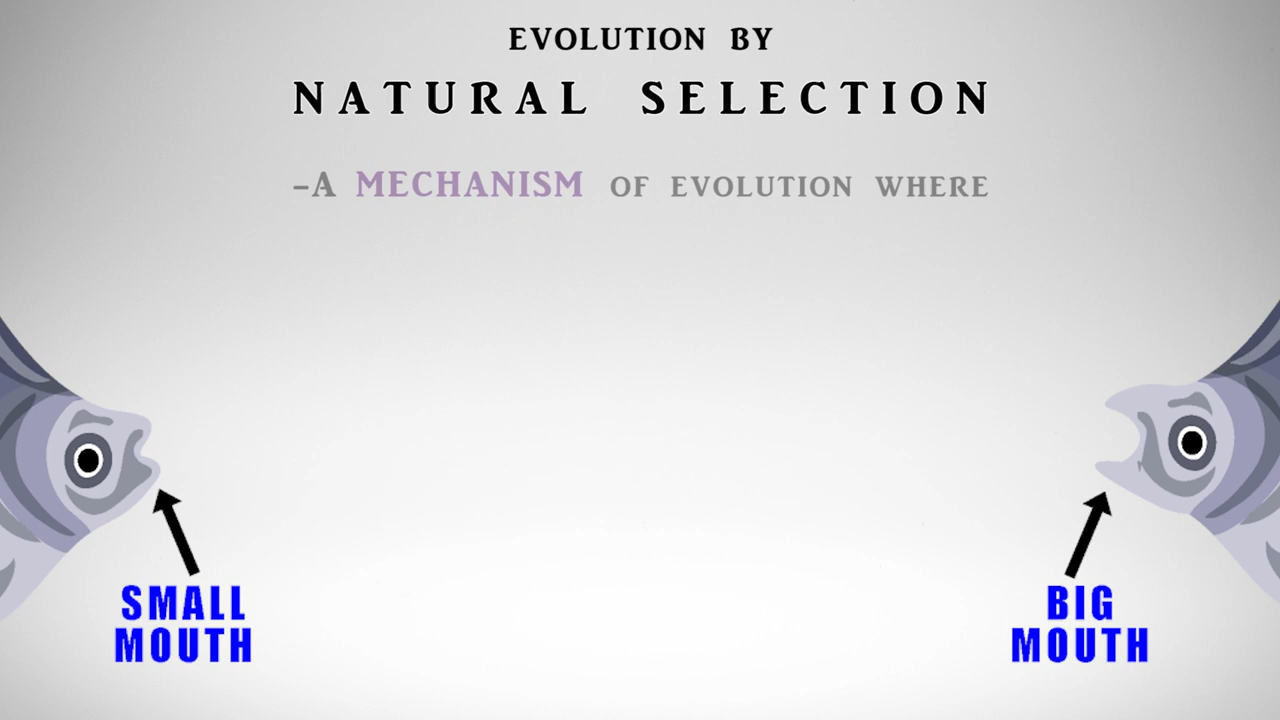 EVOLUTION BY
NATURAL SELECTION
–A MECHANISM OF EVOLUTION WHERE
SMALL
MOUTH
BIG
MOUTH